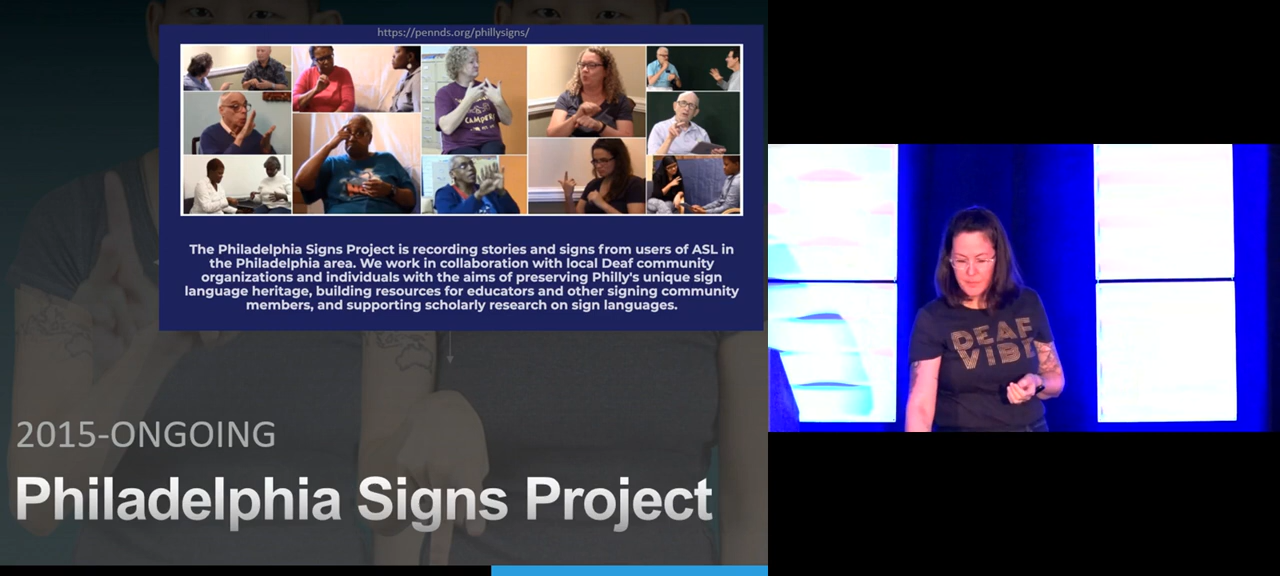 https://pennds.org/phillysigns/
The Philadelphia Signs Project is recording stories and signs from users of ASL in
the Philadelphia area. We work in collaboration with local Deaf community
organizations and individuals with the aims of preserving Philly's unique sign
language heritage, building resources for educators and other signing community
members, and supporting scholarly research on sign languages.
2015-ONGOING
Philadelphia Signs Project
DEAF
VIBE